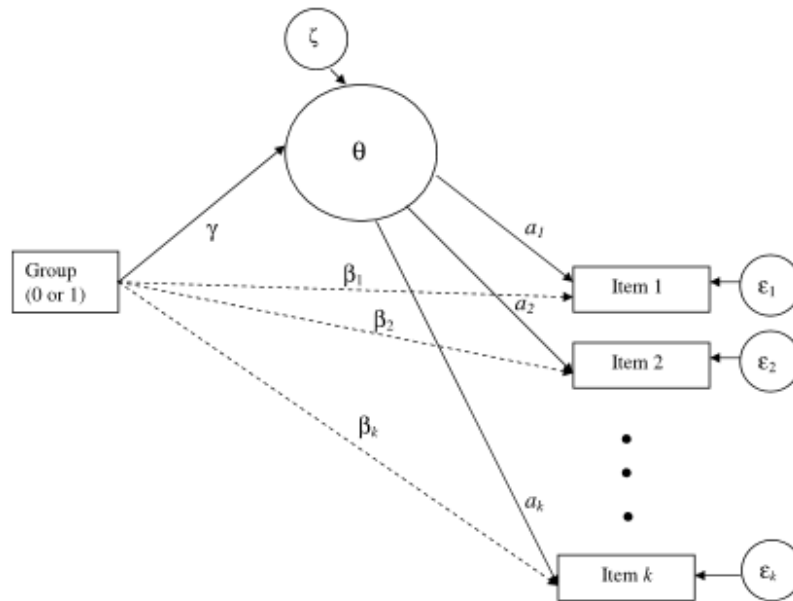 ζ
θ
γ
a₁
Group
(0 or 1)
β₁
Item 1
ε₁
a₂
β₂
Item 2
ε₂
βₖ
aₖ
Item k
εₖ